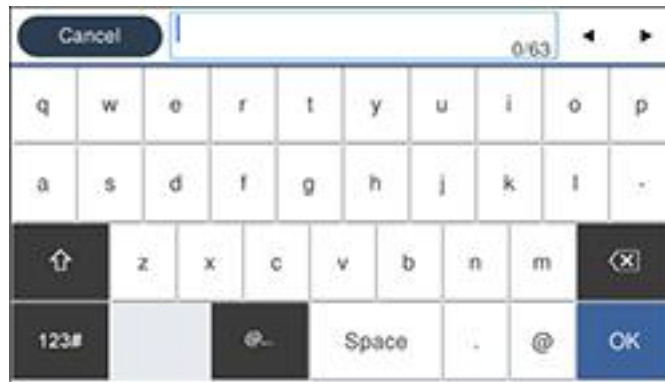 Cancel 0/63
q w e r t y u i o p
a s d f g h j k l -
z x c v b n m
123# @... Space . @ OK